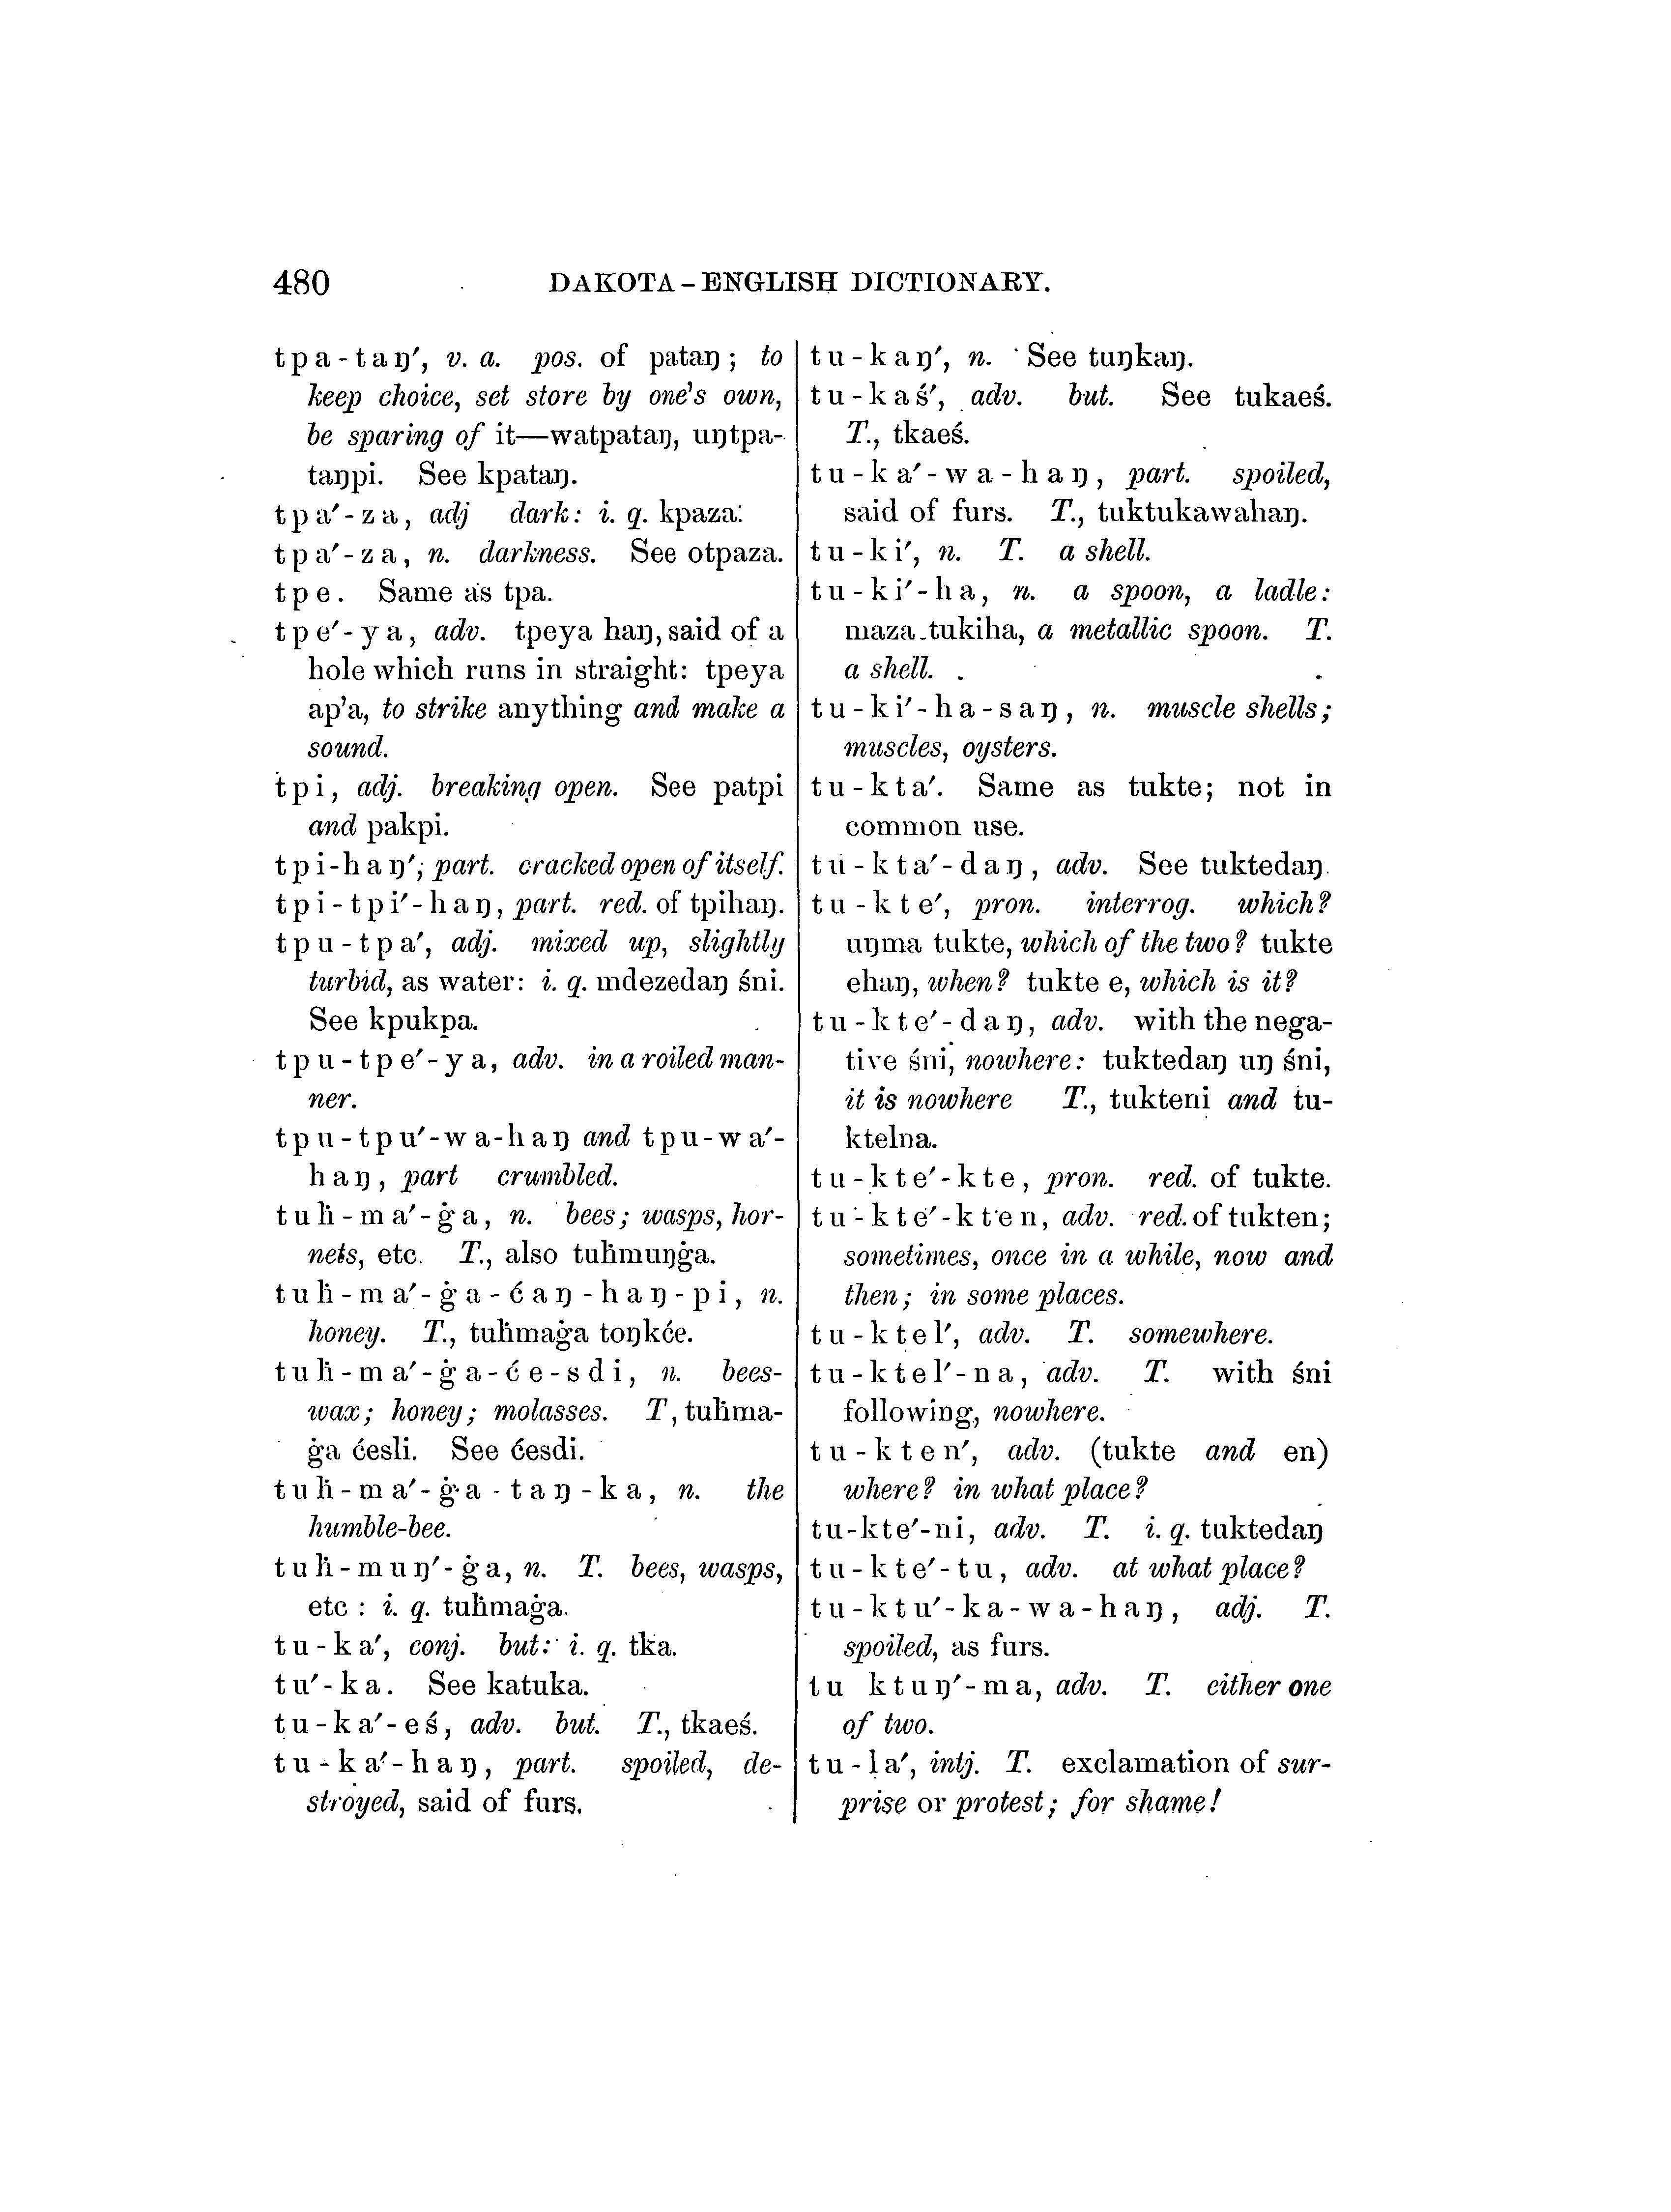 480 DAKOTA-ENGLISH DICTIONARY.
tpa-taŋ′, v. a. pos. of pataŋ; to
keep choice, set store by one's own,
be sparing of it—watpataŋ, uŋtpa-
taŋpi. See kpataŋ.
tpa′-za, adj dark: i. q. kpaza.
tpa′-za, n. darkness. See otpaza.
tpe. Same as tpa.
tpe′-ya, adv. tpeya haŋ, said of a
hole which runs in straight: tpeya
ap'a, to strike anything and make a
sound.
tpi, adj. breaking open. See patpi
and pakpi.
tpi-haŋ′, part. cracked open of itself.
tpi-tpi′-haŋ, part. red. of tpihaŋ.
tpu-tpa′, adj. mixed up, slightly
turbid, as water: i. q. mdezedaŋ śni.
See kpukpa.
tpu-tpe′-ya, adv. in a roiled man-
ner.
tpu-tpu′-wa-haŋ and tpu-wa′-
haŋ, part crumbled.
tuḣ-ma′-ġa, n. bees; wasps, hor-
nets, etc. T., also tuḣmuŋġa.
tuḣ-ma′-ġa-ćaŋ-haŋ-pi, n.
honey. T., tuḣmaġa toŋkće.
tuḣ-ma′-ġa-će-sdi, n. bees-
wax; honey; molasses. T, tuḣma-
ġa ćesli. See ćesdi.
tuḣ-ma′-ġa-taŋ-ka, n. the
humble-bee.
tuḣ-muŋ′-ġa, n. T. bees, wasps,
etc : i. q. tuḣmaġa.
tu-ka′, conj. but: i. q. tka.
tu′-ka. See katuka.
tu-ka′-eś, adv. but. T., tkaeś.
tu-ka′-haŋ, part. spoiled, de-
stroyed, said of furs.
tu-kaŋ′, n. See tuŋkaŋ.
tu-kaś′, adv. but. See tukaeś.
T., tkaeś.
tu-ka′-wa-haŋ, part. spoiled,
said of furs. T., tuktukawahaŋ.
tu-ki′, n. T. a shell.
tu-ki′-ha, n. a spoon, a ladle:
maza tukiha, a metallic spoon. T.
a shell.
tu-ki′-ha-saŋ, n. muscle shells;
muscles, oysters.
tu-kta′. Same as tukte; not in
common use.
tu-kta′-daŋ, adv. See tuktedaŋ.
tu-kte′, pron. interrog. which?
uŋma tukte, which of the two? tukte
ehaŋ, when? tukte e, which is it?
tu-kte′-daŋ, adv. with the nega-
tive śni, nowhere: tuktedaŋ uŋ śni,
it is nowhere T., tukteni and tu-
ktelna.
tu-kte′-kte, pron. red. of tukte.
tu-kte′-kten, adv. red. of tukten;
sometimes, once in a while, now and
then; in some places.
tu-ktel′, adv. T. somewhere.
tu-ktel′-na, adv. T. with śni
following, nowhere.
tu-kten′, adv. (tukte and en)
where? in what place?
tu-kte′-ni, adv. T. i. q. tuktedaŋ
tu-kte′-tu, adv. at what place?
tu-ktu′-ka-wa-haŋ, adj. T.
spoiled, as furs.
tu ktuŋ′-ma, adv. T. either one
of two.
tu-la′, intj. T. exclamation of sur-
prise or protest; for shame!